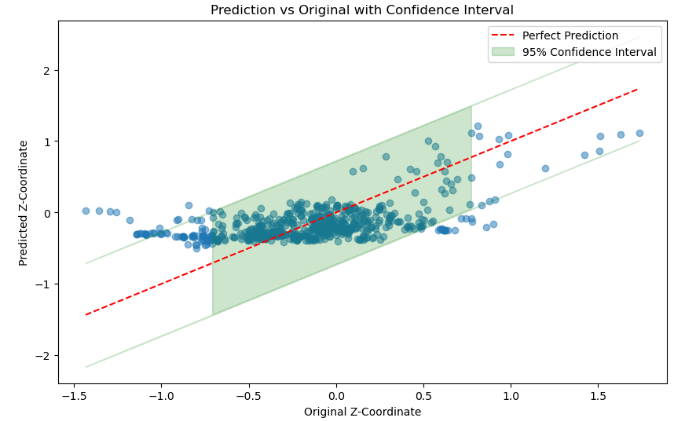 Prediction vs Original with Confidence Interval
Perfect Prediction
95% Confidence Interval
Predicted Z-Coordinate
2
1
0
−1
−2
−1.5
−1.0
−0.5
0.0
0.5
1.0
1.5
Original Z-Coordinate